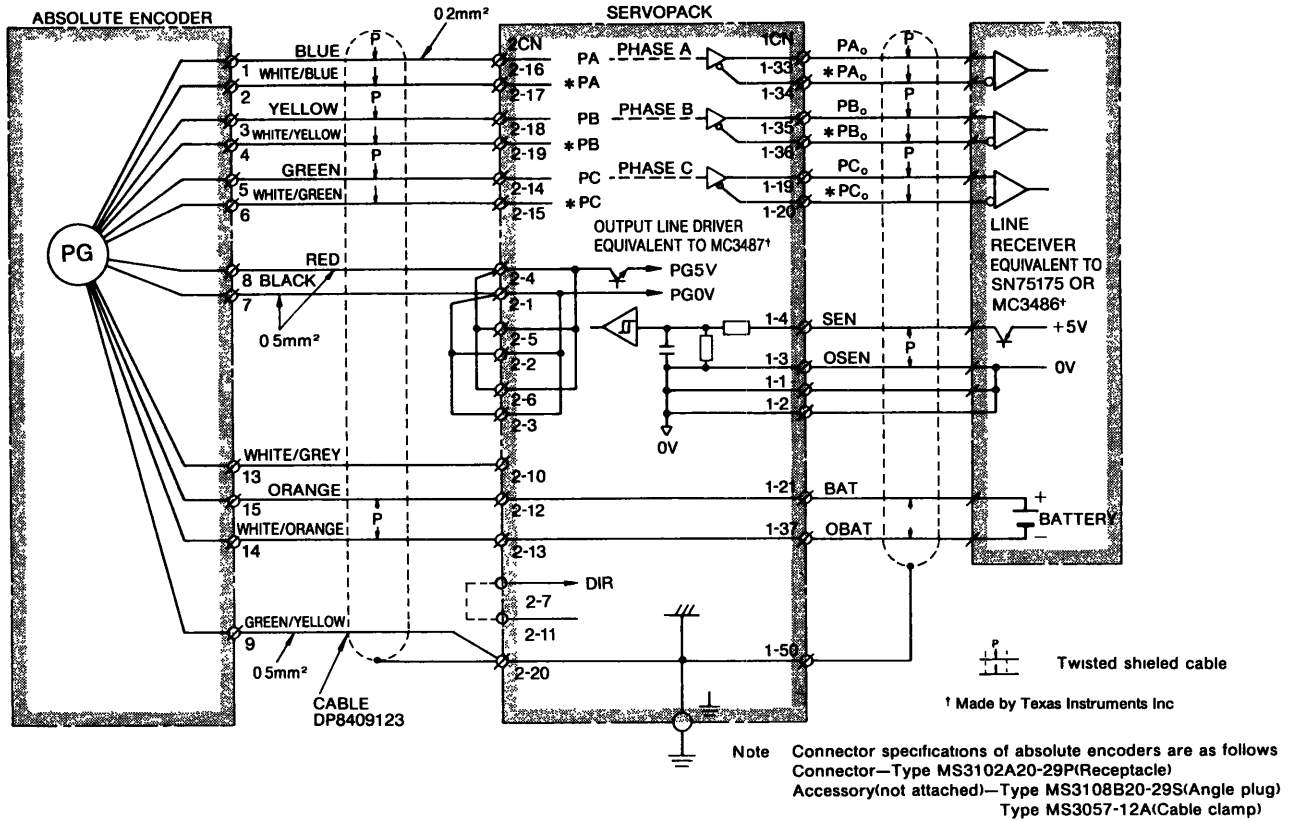 ABSOLUTE ENCODER
0 2mm²
SERVOPACK
P
P
BLUE
2CN
PA
PHASE A
1CN
PAo
1
2-16
1-33
WHITE/BLUE
*PA
*PAo
2
2-17
1-34
P
P
YELLOW
PB
PHASE B
PBo
3
2-18
1-35
WHITE/YELLOW
*PB
*PBo
4
2-19
1-36
P
P
GREEN
PC
PHASE C
PCo
5
2-14
1-19
WHITE/GREEN
*PC
*PCo
6
2-15
1-20
OUTPUT LINE DRIVER
EQUIVALENT TO MC3487†
LINE
RECEIVER
EQUIVALENT TO
SN75175 OR
MC3486†
PG
RED
8
2-4
PG5V
BLACK
7
2-1
PG0V
0 5mm²
2-5
2-2
2-6
2-3
1-4
SEN
+5V
P
1-3
OSEN
0V
1-1
1-2
0V
WHITE/GREY
13
2-10
ORANGE
15
2-12
1-21
BAT
+
P
BATTERY
WHITE/ORANGE
14
2-13
1-37
OBAT
−
DIR
2-7
2-11
GREEN/YELLOW
9
0 5mm²
2-20
1-50
CABLE
DP8409123
P
Twisted shielded cable
† Made by Texas Instruments Inc
Note Connector specifications of absolute encoders are as follows
Connector—Type MS3102A20-29P(Receptacle)
Accessory(not attached)—Type MS3108B20-29S(Angle plug)
Type MS3057-12A(Cable clamp)